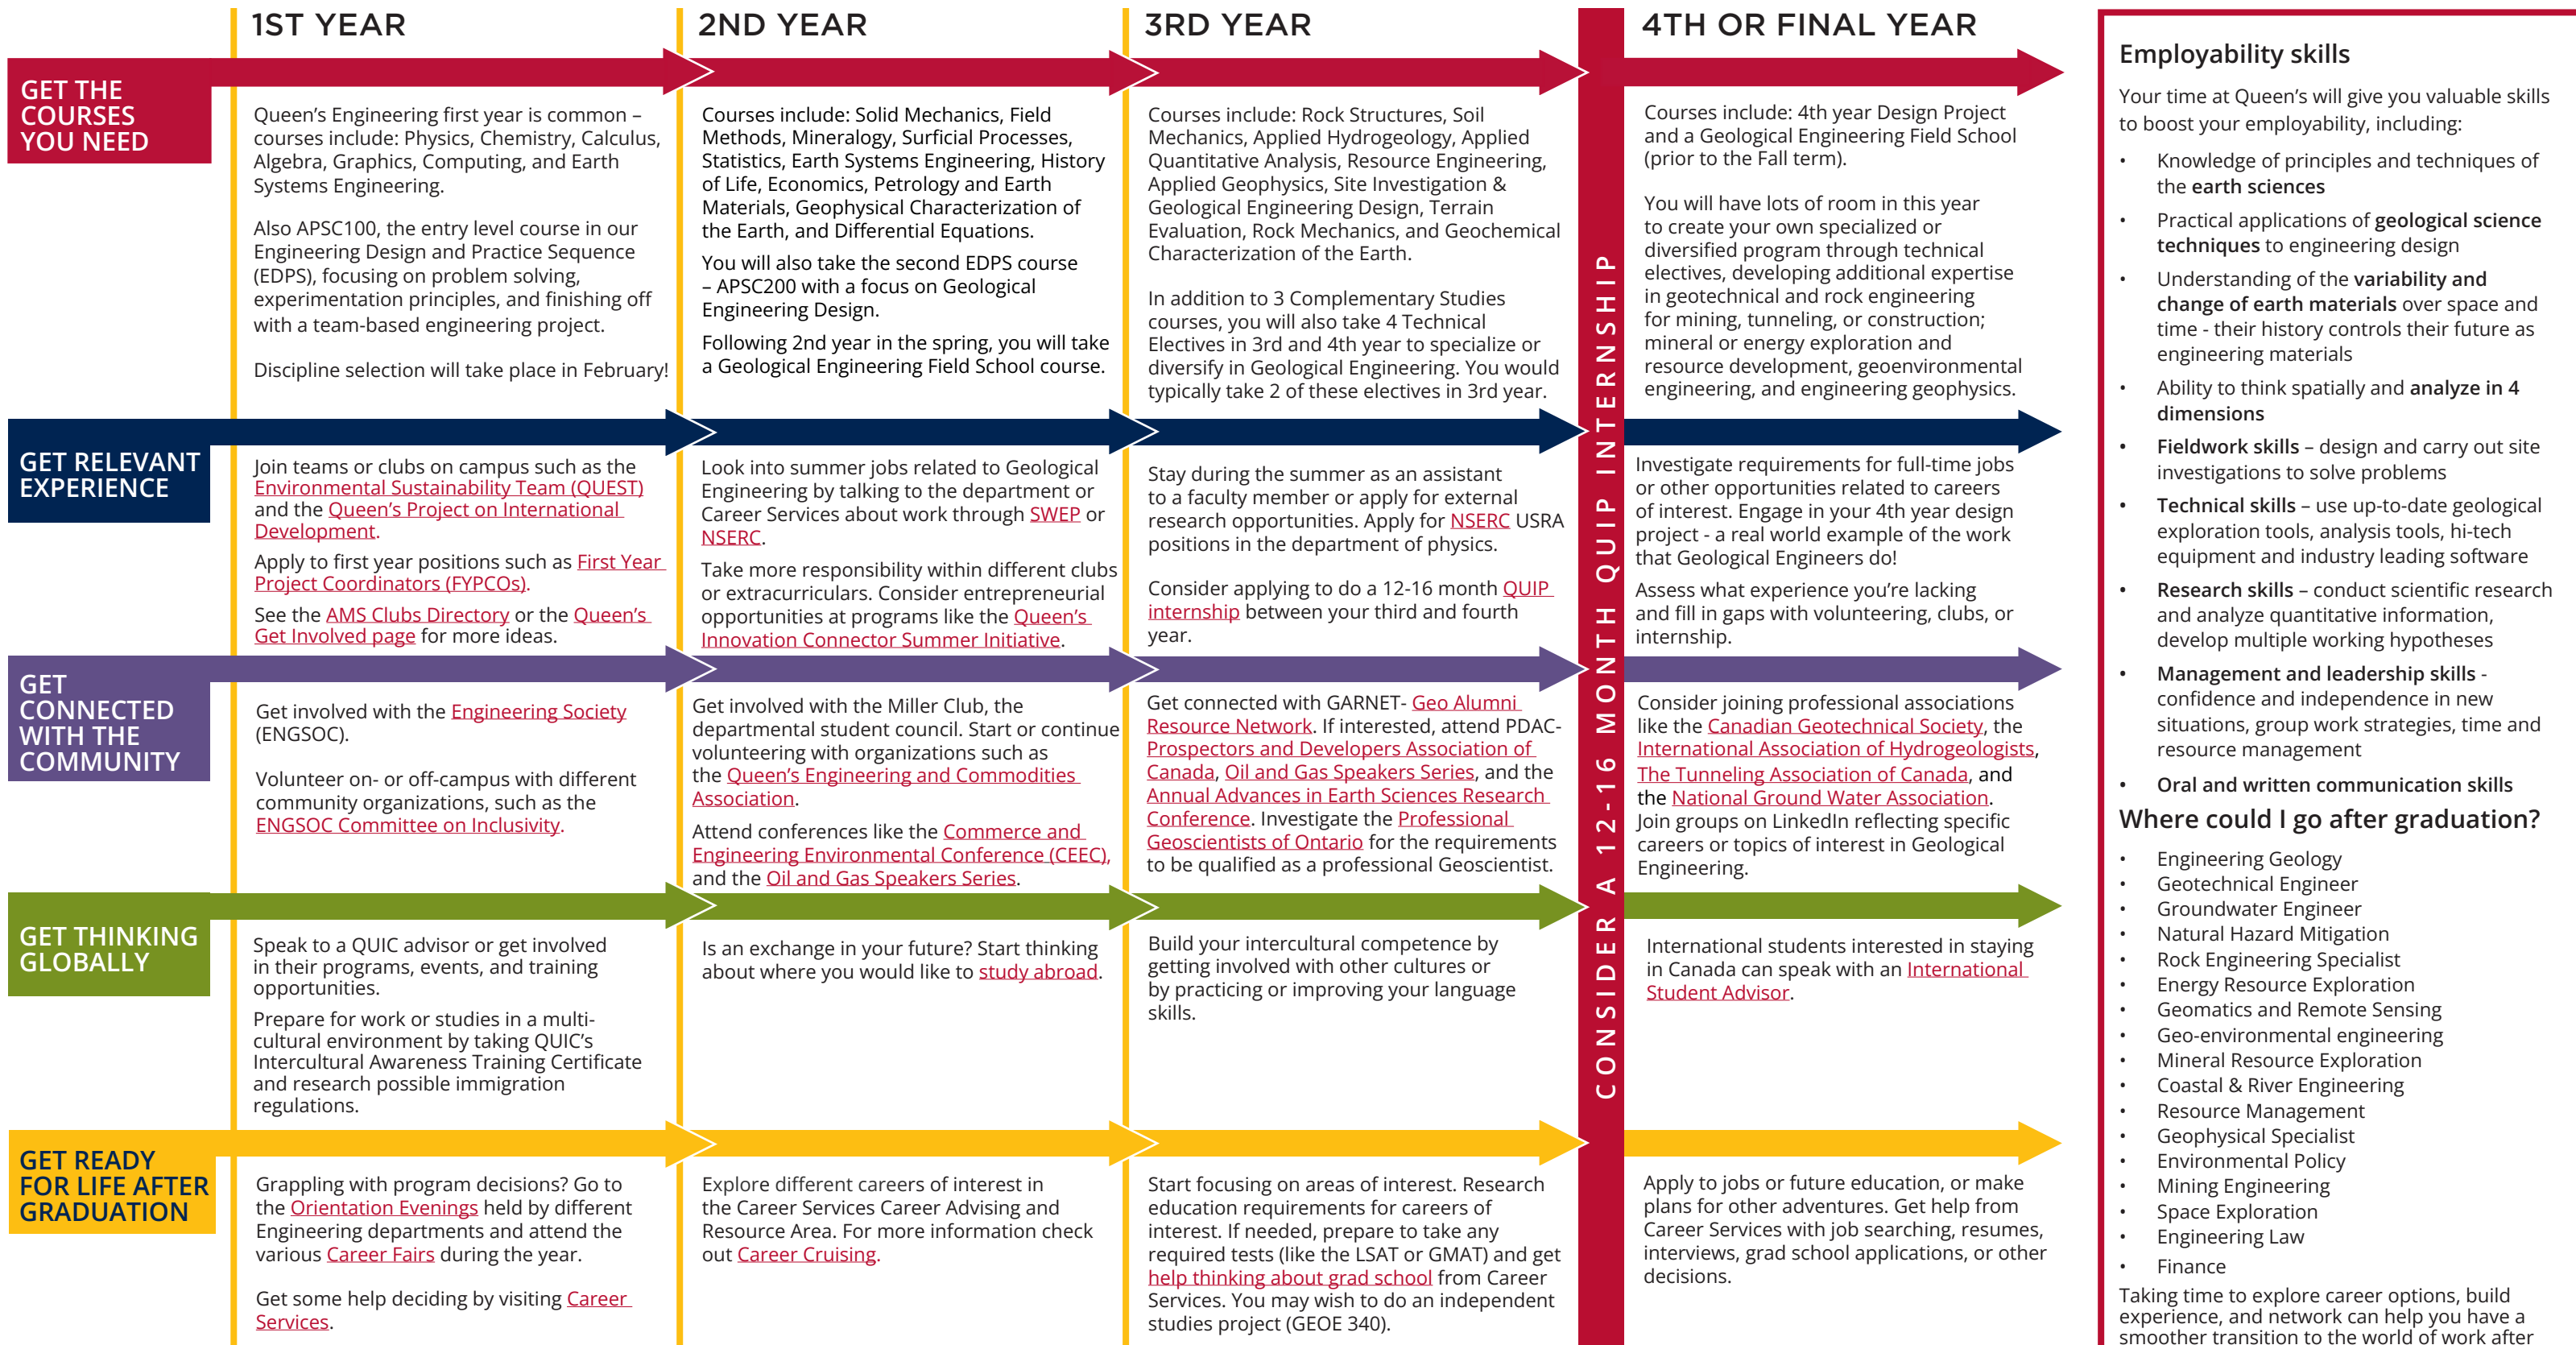 1ST YEAR
2ND YEAR
3RD YEAR
4TH OR FINAL YEAR
GET THE
COURSES
YOU NEED
Queen's Engineering first year is common –
courses include: Physics, Chemistry, Calculus,
Algebra, Graphics, Computing, and Earth
Systems Engineering.
Also APSC100, the entry level course in our
Engineering Design and Practice Sequence
(EDPS), focusing on problem solving,
experimentation principles, and finishing off
with a team-based engineering project.
Discipline selection will take place in February!
Courses include: Solid Mechanics, Field
Methods, Mineralogy, Surficial Processes,
Statistics, Earth Systems Engineering, History
of Life, Economics, Petrology and Earth
Materials, Geophysical Characterization of
the Earth, and Differential Equations.
You will also take the second EDPS course
– APSC200 with a focus on Geological
Engineering Design.
Following 2nd year in the spring, you will take
a Geological Engineering Field School course.
Courses include: Rock Structures, Soil
Mechanics, Applied Hydrogeology, Applied
Quantitative Analysis, Resource Engineering,
Applied Geophysics, Site Investigation &
Geological Engineering Design, Terrain
Evaluation, Rock Mechanics, and Geochemical
Characterization of the Earth.
In addition to 3 Complementary Studies
courses, you will also take 4 Technical
Electives in 3rd and 4th year to specialize or
diversify in Geological Engineering. You would
typically take 2 of these electives in 3rd year.
Courses include: 4th year Design Project
and a Geological Engineering Field School
(prior to the Fall term).
You will have lots of room in this year
to create your own specialized or
diversified program through technical
electives, developing additional expertise
in geotechnical and rock engineering
for mining, tunneling, or construction;
mineral or energy exploration and
resource development, geoenvironmental
engineering, and engineering geophysics.
GET RELEVANT
EXPERIENCE
Join teams or clubs on campus such as the
Environmental Sustainability Team (QUEST)
and the Queen's Project on International
Development.
Apply to first year positions such as First Year
Project Coordinators (FYPCOs).
See the AMS Clubs Directory or the Queen's
Get Involved page for more ideas.
Look into summer jobs related to Geological
Engineering by talking to the department or
Career Services about work through SWEP or
NSERC.
Take more responsibility within different clubs
or extracurriculars. Consider entrepreneurial
opportunities at programs like the Queen's
Innovation Connector Summer Initiative.
Stay during the summer as an assistant
to a faculty member or apply for external
research opportunities. Apply for NSERC USRA
positions in the department of physics.
Consider applying to do a 12-16 month QUIP
internship between your third and fourth
year.
Investigate requirements for full-time jobs
or other opportunities related to careers
of interest. Engage in your 4th year design
project - a real world example of the work
that Geological Engineers do!
Assess what experience you're lacking
and fill in gaps with volunteering, clubs, or
internship.
GET
CONNECTED
WITH THE
COMMUNITY
Get involved with the Engineering Society
(ENGSOC).
Volunteer on- or off-campus with different
community organizations, such as the
ENGSOC Committee on Inclusivity.
Get involved with the Miller Club, the
departmental student council. Start or continue
volunteering with organizations such as
the Queen's Engineering and Commodities
Association.
Attend conferences like the Commerce and
Engineering Environmental Conference (CEEC),
and the Oil and Gas Speakers Series.
Get connected with GARNET- Geo Alumni
Resource Network. If interested, attend PDAC-
Prospectors and Developers Association of
Canada, Oil and Gas Speakers Series, and the
Annual Advances in Earth Sciences Research
Conference. Investigate the Professional
Geoscientists of Ontario for the requirements
to be qualified as a professional Geoscientist.
Consider joining professional associations
like the Canadian Geotechnical Society, the
International Association of Hydrogeologists,
The Tunneling Association of Canada, and
the National Ground Water Association.
Join groups on LinkedIn reflecting specific
careers or topics of interest in Geological
Engineering.
GET THINKING
GLOBALLY
Speak to a QUIC advisor or get involved
in their programs, events, and training
opportunities.
Prepare for work or studies in a multi-
cultural environment by taking QUIC's
Intercultural Awareness Training Certificate
and research possible immigration
regulations.
Is an exchange in your future? Start thinking
about where you would like to study abroad.
Build your intercultural competence by
getting involved with other cultures or
by practicing or improving your language
skills.
International students interested in staying
in Canada can speak with an International
Student Advisor.
GET READY
FOR LIFE AFTER
GRADUATION
Grappling with program decisions? Go to
the Orientation Evenings held by different
Engineering departments and attend the
various Career Fairs during the year.
Get some help deciding by visiting Career
Services.
Explore different careers of interest in
the Career Services Career Advising and
Resource Area. For more information check
out Career Cruising.
Start focusing on areas of interest. Research
education requirements for careers of
interest. If needed, prepare to take any
required tests (like the LSAT or GMAT) and get
help thinking about grad school from Career
Services. You may wish to do an independent
studies project (GEOE 340).
Apply to jobs or future education, or make
plans for other adventures. Get help from
Career Services with job searching, resumes,
interviews, grad school applications, or other
decisions.
CONSIDER A 12-16 MONTH QUIP INTERNSHIP
Employability skills
Your time at Queen's will give you valuable skills
to boost your employability, including:
• Knowledge of principles and techniques of
the earth sciences
• Practical applications of geological science
techniques to engineering design
• Understanding of the variability and
change of earth materials over space and
time - their history controls their future as
engineering materials
• Ability to think spatially and analyze in 4
dimensions
• Fieldwork skills – design and carry out site
investigations to solve problems
• Technical skills – use up-to-date geological
exploration tools, analysis tools, hi-tech
equipment and industry leading software
• Research skills – conduct scientific research
and analyze quantitative information,
develop multiple working hypotheses
• Management and leadership skills -
confidence and independence in new
situations, group work strategies, time and
resource management
• Oral and written communication skills
Where could I go after graduation?
• Engineering Geology
• Geotechnical Engineer
• Groundwater Engineer
• Natural Hazard Mitigation
• Rock Engineering Specialist
• Energy Resource Exploration
• Geomatics and Remote Sensing
• Geo-environmental engineering
• Mineral Resource Exploration
• Coastal & River Engineering
• Resource Management
• Geophysical Specialist
• Environmental Policy
• Mining Engineering
• Space Exploration
• Engineering Law
• Finance
Taking time to explore career options, build
experience, and network can help you have a
smoother transition to the world of work after